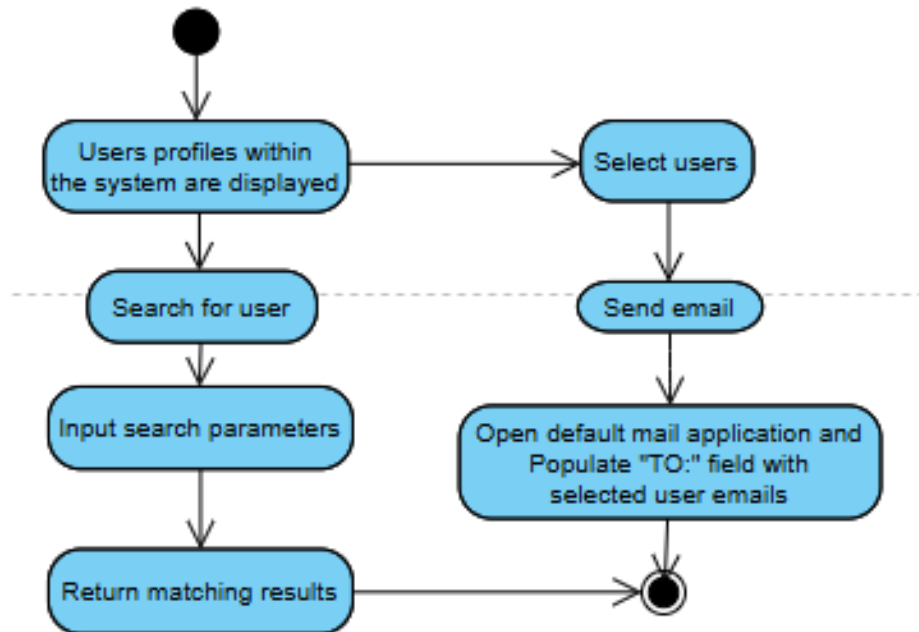 Users profiles within
the system are displayed
Select users
Search for user
Send email
Input search parameters
Open default mail application and
Populate "TO:" field with
selected user emails
Return matching results